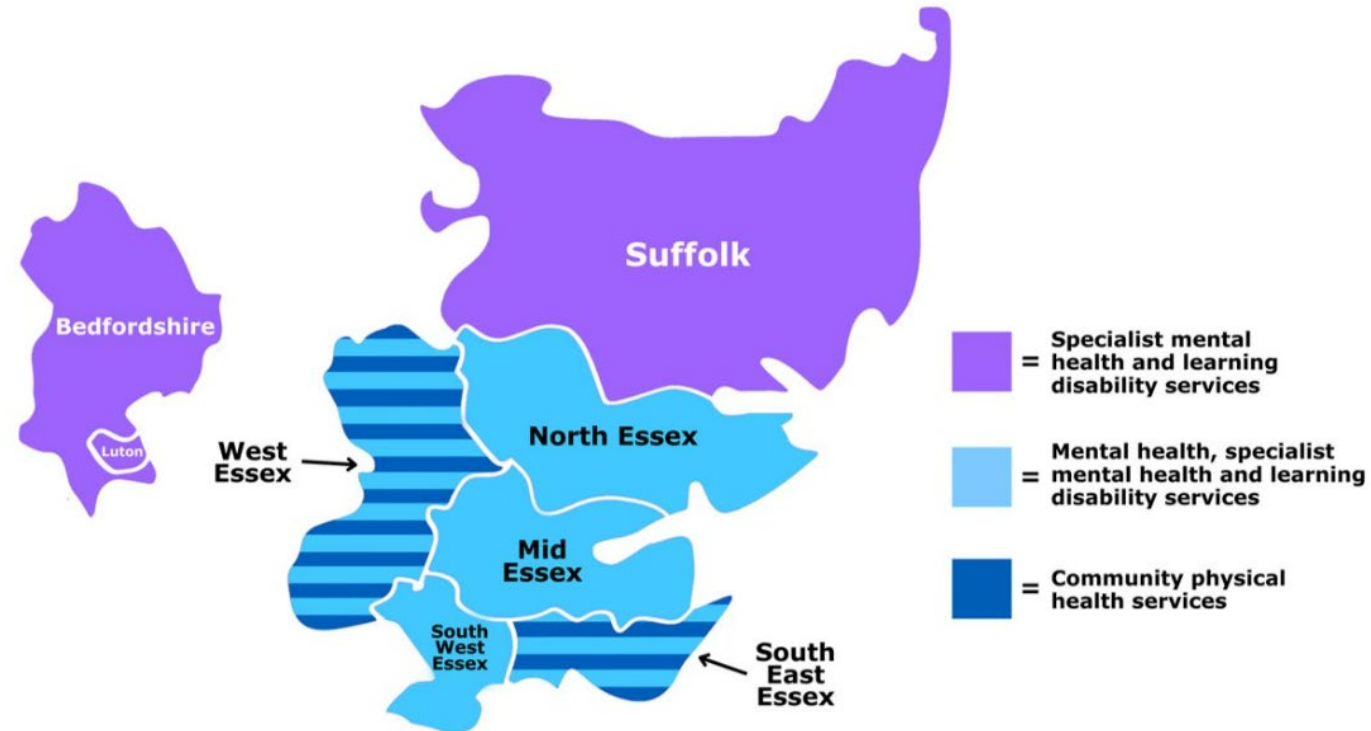 Suffolk
Bedfordshire
Luton
West
Essex
North Essex
Mid
Essex
South
West
Essex
South
East
Essex
= Specialist mental
health and learning
disability services
= Mental health, specialist
mental health and learning
disability services
= Community physical
health services